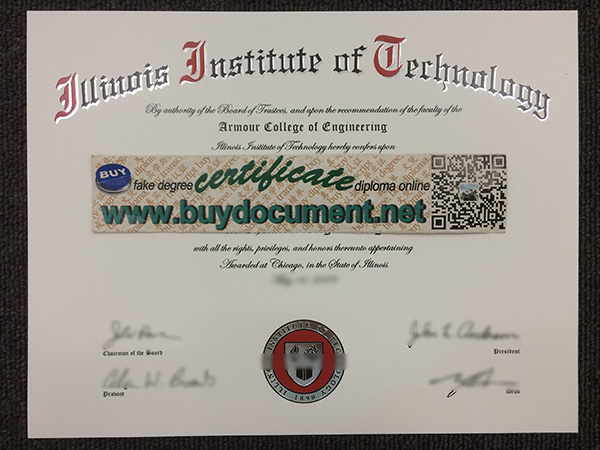 Illinois Institute of Technology
By authority of the Board of Trustees, and upon the recommendation of the faculty of the
Armour College of Engineering
Illinois Institute of Technology hereby confers upon
BUY
fake degree certificate diploma online
www.buydocument.net
with all the rights, privileges, and honors thereunto appertaining
Awarded at Chicago, in the State of Illinois
Chairman of the Board
President
Provost
Dean